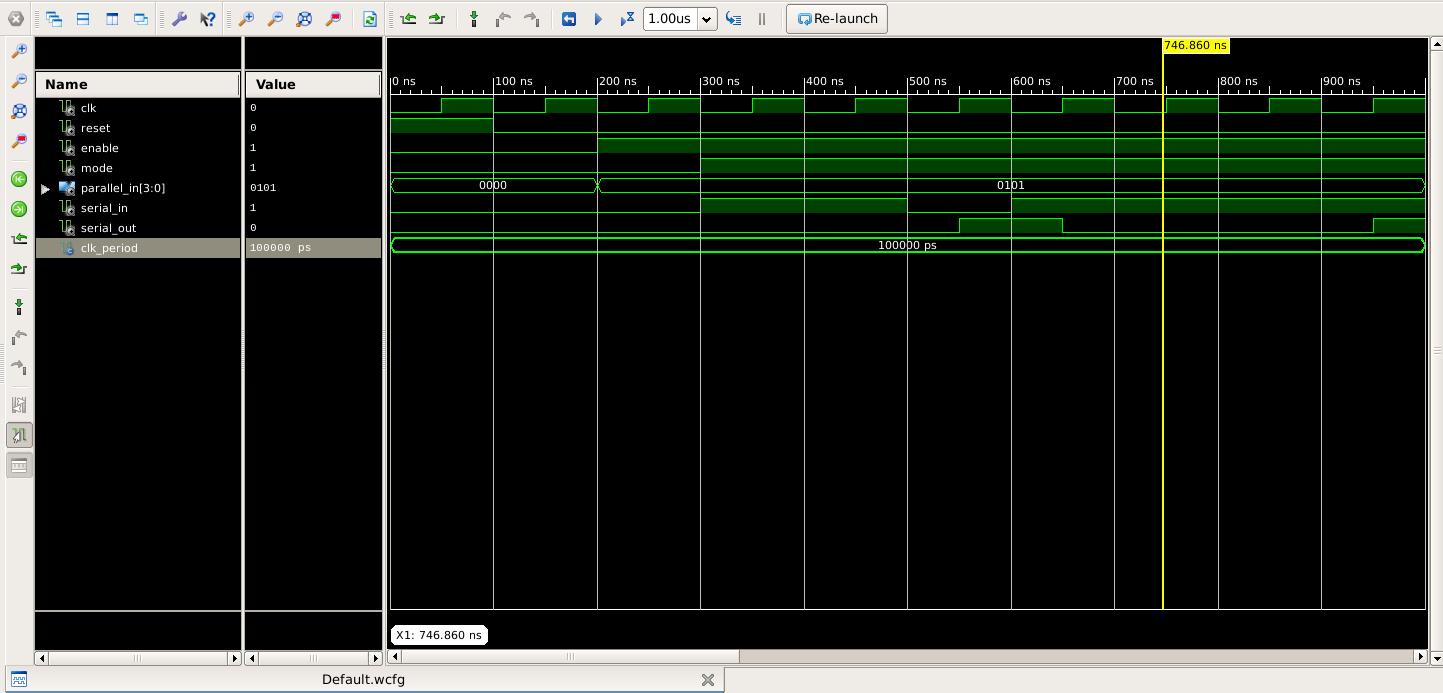 1.00us
Re-launch
746.860 ns
Name
Value
0 ns
100 ns
200 ns
300 ns
400 ns
500 ns
600 ns
700 ns
800 ns
900 ns
clk
0
reset
0
enable
1
mode
1
parallel_in[3:0]
0101
0000
0101
serial_in
1
serial_out
0
clk_period
100000 ps
100000 ps
X1: 746.860 ns
Default.wcfg